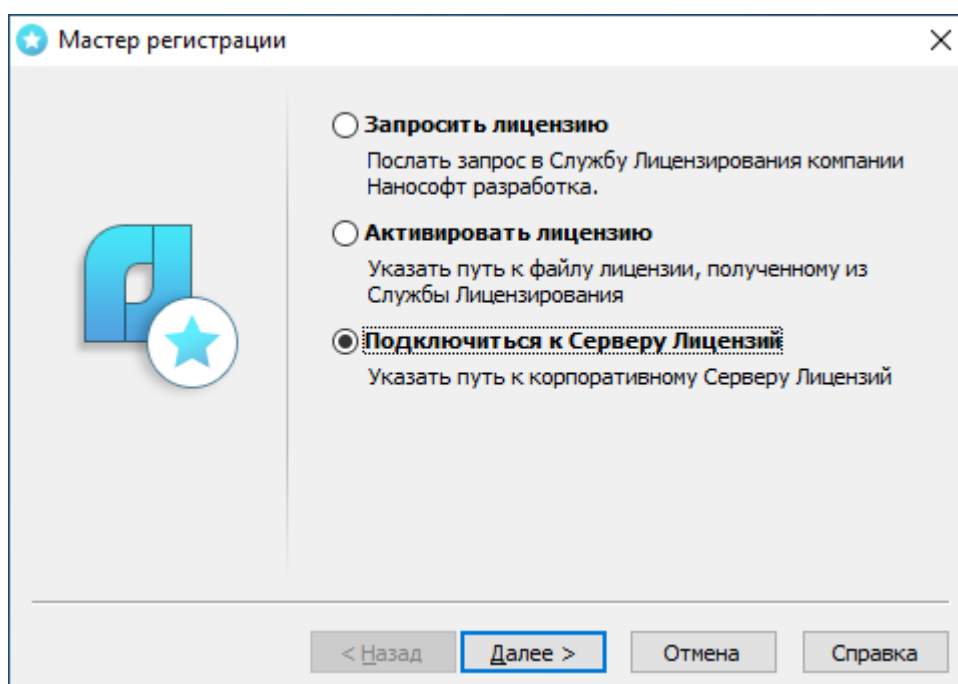 Мастер регистрации
Запросить лицензию
Послать запрос в Службу Лицензирования компании
Нанософт разработка.
Активировать лицензию
Указать путь к файлу лицензии, полученному из
Службы Лицензирования
Подключиться к Серверу Лицензий
Указать путь к корпоративному Серверу Лицензий
< Назад Далее > Отмена Справка